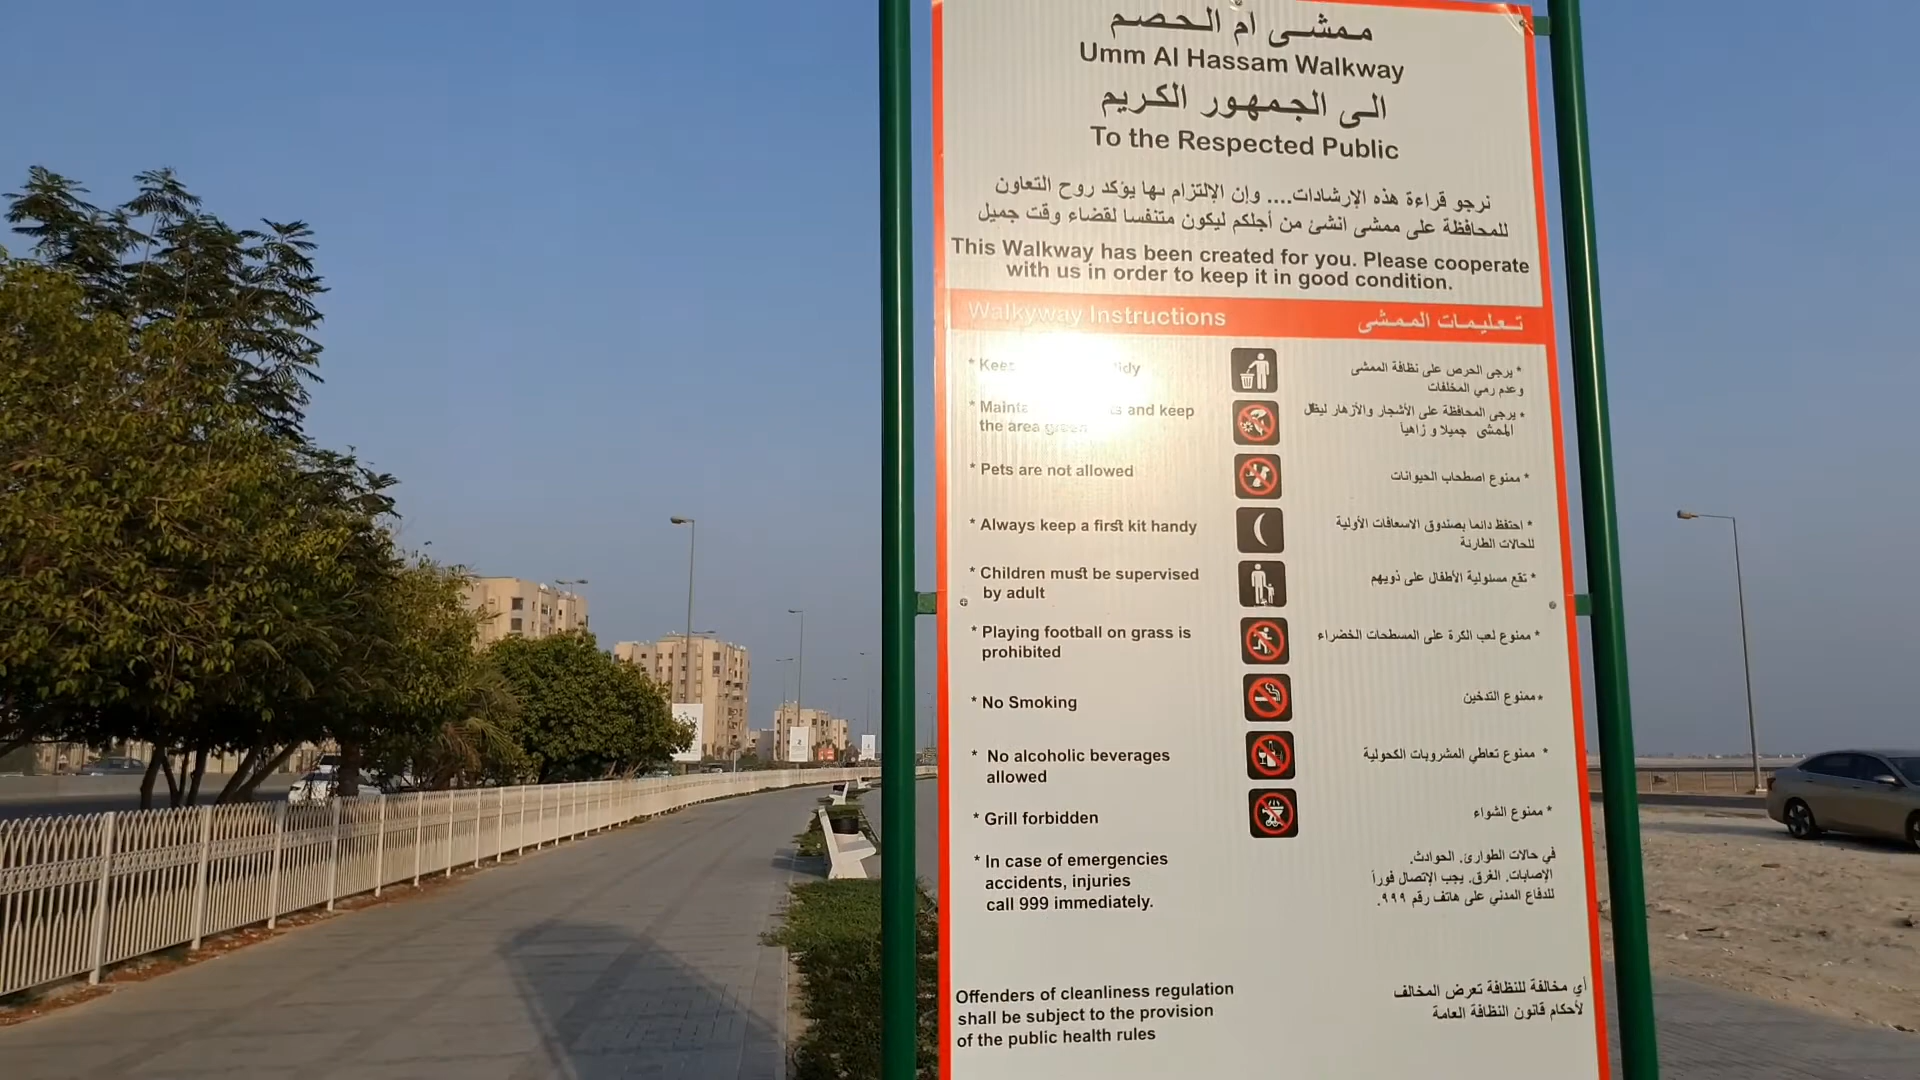 ممشى ام الحصم
Umm Al Hassam Walkway
الى الجمهور الكريم
To the Respected Public
نرجو قراءة هذه الإرشادات.... وإن الإلتزام بها يؤكد روح التعاون
للمحافظة على ممشى انشئ من أجلكم ليكون متنفسا لقضاء وقت جميل
This Walkway has been created for you. Please cooperate
with us in order to keep it in good condition.
Walkyway Instructions
تعليمات الممشى
* Keep
* يرجى الحرص على نظافة الممشى
وعدم رمي المخلفات
* and keep
the area green
* يرجى المحافظة على الأشجار والأزهار ليظل
الممشى جميلا و زاهياً
* Pets are not allowed
* ممنوع اصطحاب الحيوانات
* Always keep a first kit handy
* احتفظ دائما بصندوق الاسعافات الأولية
للحالات الطارئة
* Children must be supervised
by adult
* تقع مسئولية الأطفال على ذويهم
* Playing football on grass is
prohibited
* ممنوع لعب الكرة على المسطحات الخضراء
* No Smoking
* ممنوع التدخين
* No alcoholic beverages
allowed
* ممنوع تعاطي المشروبات الكحولية
* Grill forbidden
* ممنوع الشواء
* In case of emergencies
accidents, injuries
call 999 immediately.
في حالات الطوارئ. الحوادث.
الإصابات. الغرق. يجب الإتصال فوراً
للدفاع المدني على هاتف رقم ٩٩٩.
Offenders of cleanliness regulation
shall be subject to the provision
of the public health rules
أي مخالفة للنظافة تعرض المخالف
لأحكام قانون النظافة العامة